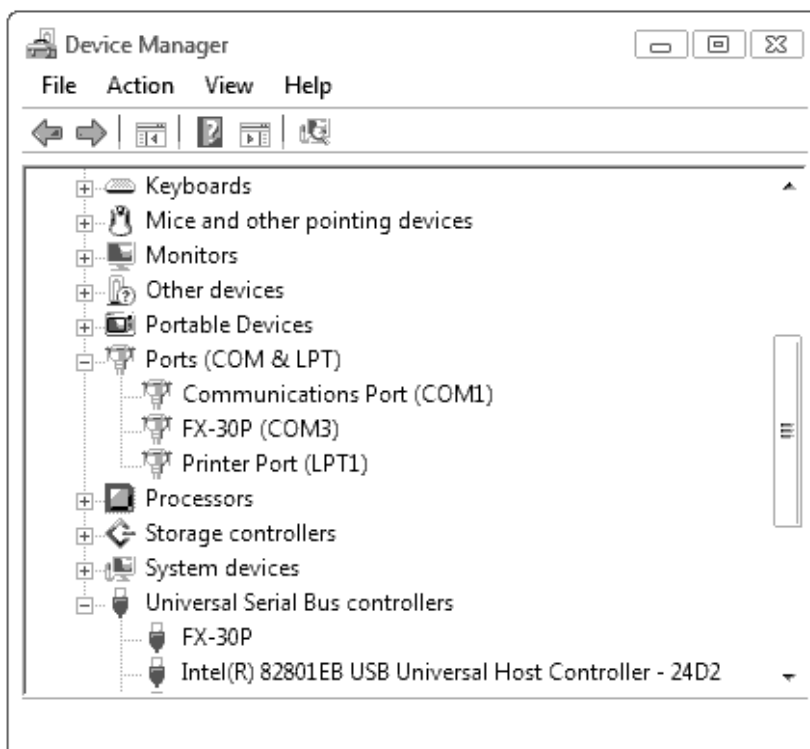 Device Manager
File Action View Help
Keyboards
Mice and other pointing devices
Monitors
Other devices
Portable Devices
Ports (COM & LPT)
Communications Port (COM1)
FX-30P (COM3)
Printer Port (LPT1)
Processors
Storage controllers
System devices
Universal Serial Bus controllers
FX-30P
Intel(R) 82801EB USB Universal Host Controller - 24D2